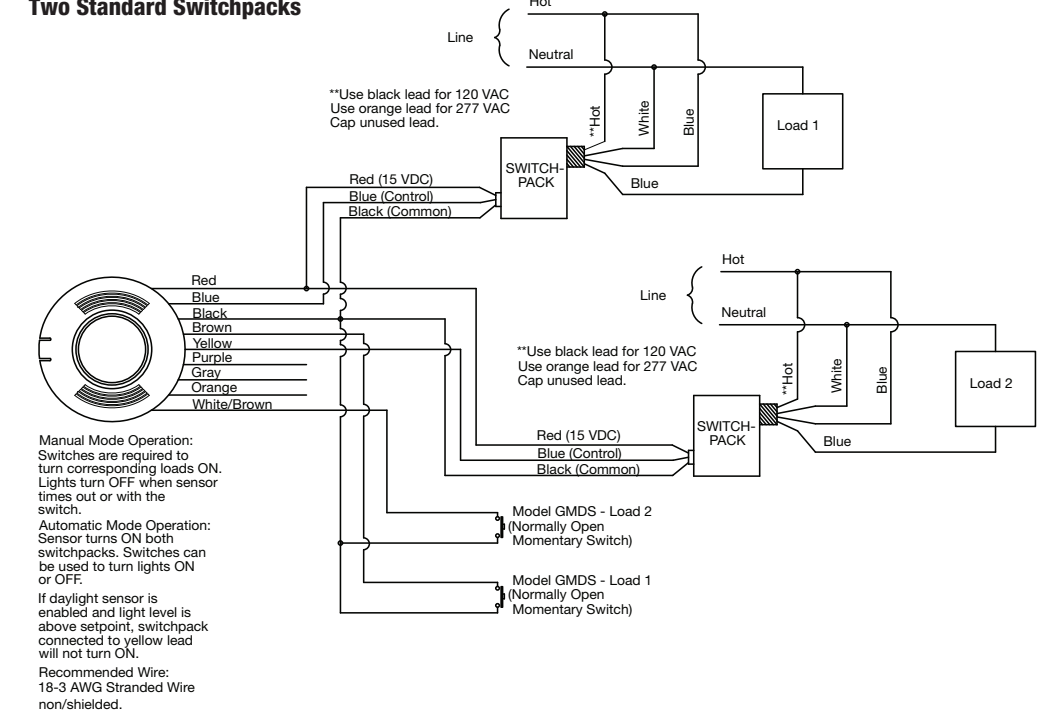 Two Standard Switchpacks
Hot
Line
Neutral
**Use black lead for 120 VAC
Use orange lead for 277 VAC
Cap unused lead.
**Hot
White
Blue
Load 1
SWITCH-
PACK
Blue
Red (15 VDC)
Blue (Control)
Black (Common)
Red
Blue
Black
Brown
Yellow
Purple
Gray
Orange
White/Brown
Hot
Line
Neutral
**Use black lead for 120 VAC
Use orange lead for 277 VAC
Cap unused lead.
**Hot
White
Blue
Load 2
SWITCH-
PACK
Blue
Red (15 VDC)
Blue (Control)
Black (Common)
Model GMDS - Load 2
(Normally Open
Momentary Switch)
Model GMDS - Load 1
(Normally Open
Momentary Switch)
Manual Mode Operation:
Switches are required to
turn corresponding loads ON.
Lights turn OFF when sensor
times out or with the
switch.
Automatic Mode Operation:
Sensor turns ON both
switchpacks. Switches can
be used to turn lights ON
or OFF.
If daylight sensor is
enabled and light level is
above setpoint, switchpack
connected to yellow lead
will not turn ON.
Recommended Wire:
18-3 AWG Stranded Wire
non/shielded.